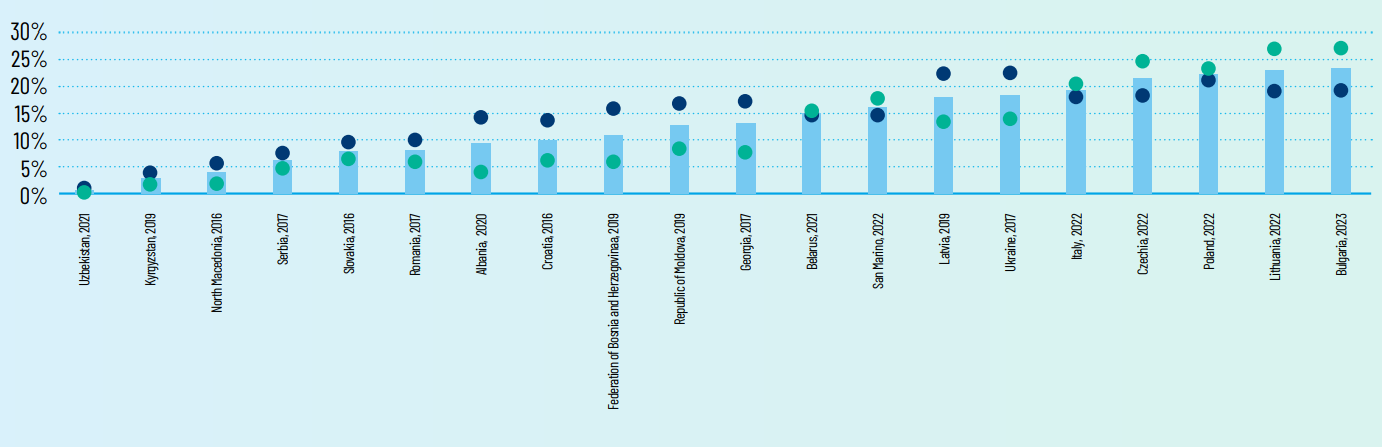 30%
25%
20%
15%
10%
5%
0%
Uzbekistan, 2021
Kyrgyzstan, 2019
North Macedonia, 2016
Serbia, 2017
Slovakia, 2016
Romania, 2017
Albania, 2020
Croatia, 2016
Federation of Bosnia and Herzegovinaa, 2019
Republic of Moldova, 2019
Georgia, 2017
Belarus, 2021
San Marino, 2022
Latvia, 2019
Ukraine, 2017
Italy, 2022
Czechia, 2022
Poland, 2022
Lithuania, 2022
Bulgaria, 2023